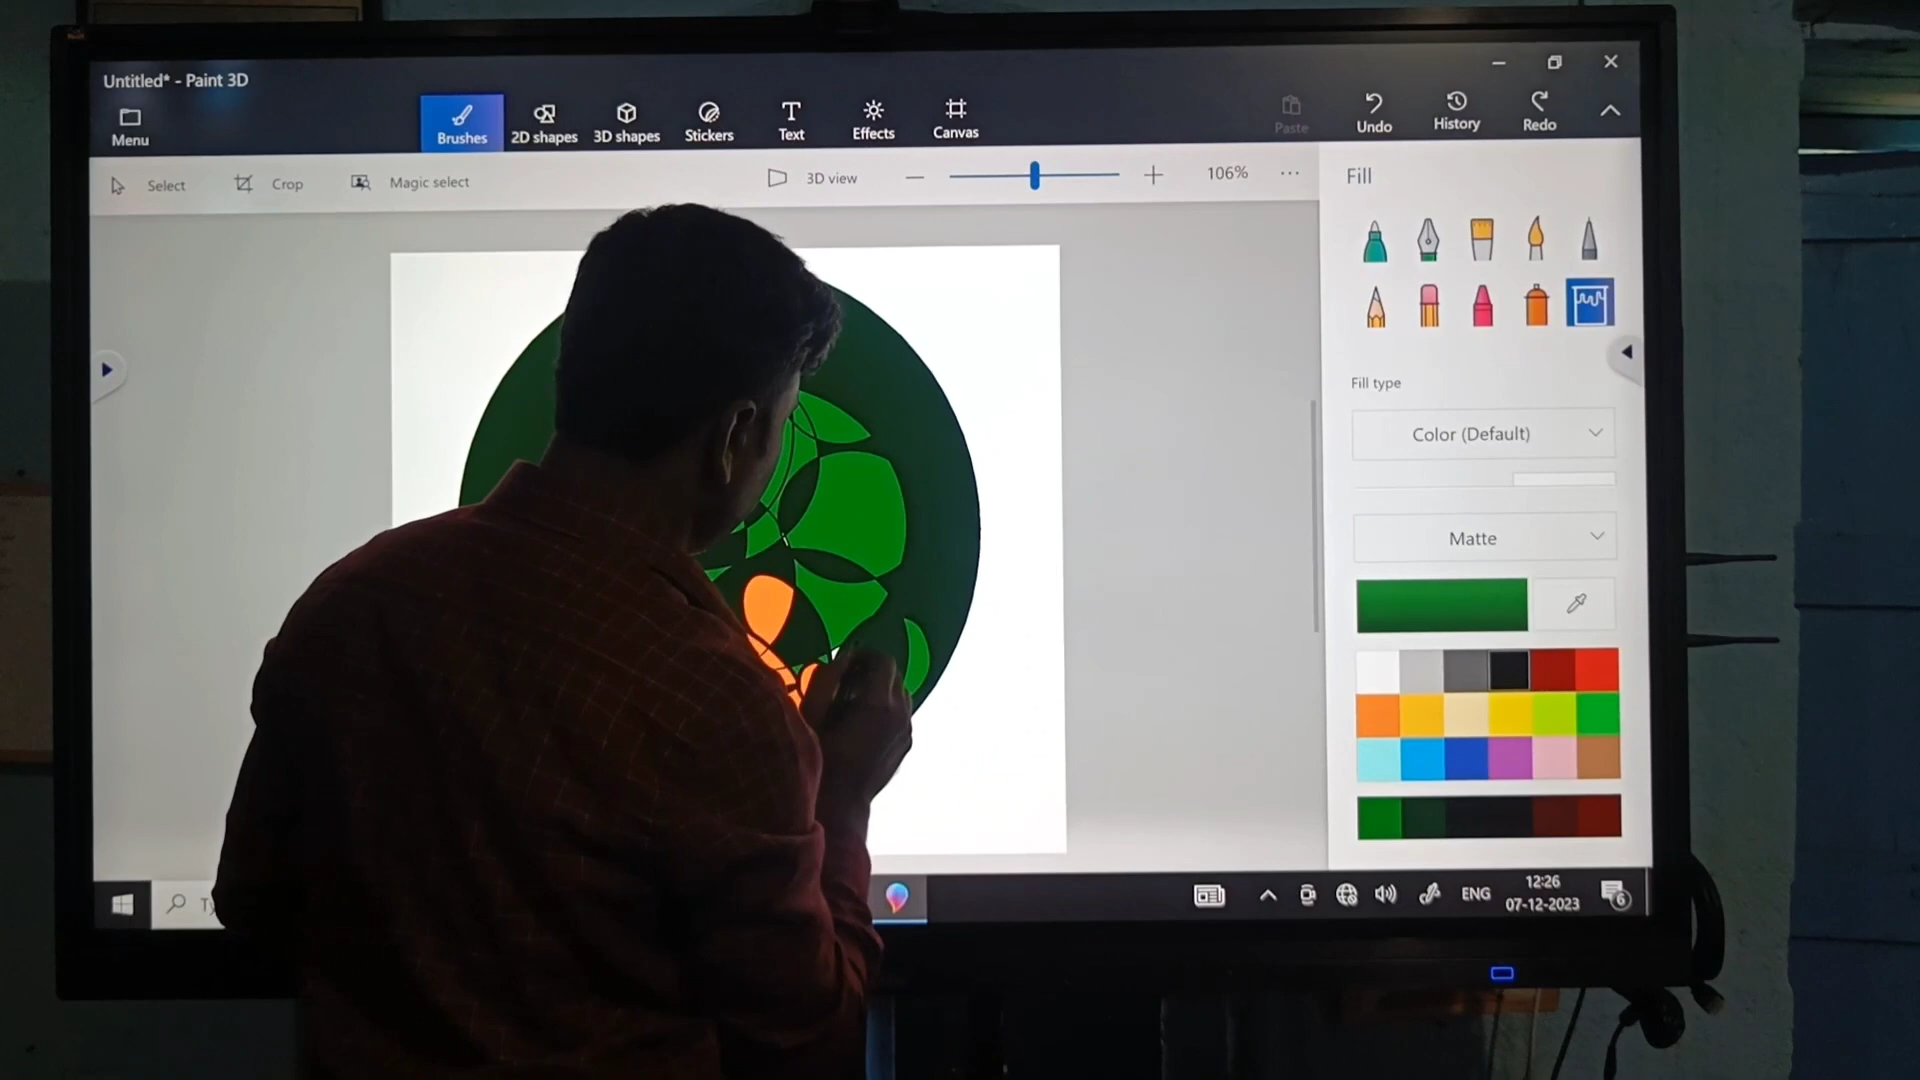 Untitled* - Paint 3D
Menu
Brushes
2D shapes
3D shapes
Stickers
Text
Effects
Canvas
Paste
Undo
History
Redo
Select
Crop
Magic select
3D view
106%
Fill
Fill type
Color (Default)
Matte
ENG
12:26
07-12-2023
6